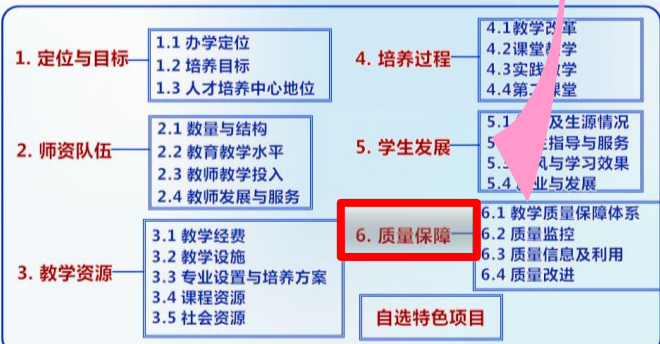 1. 定位与目标
1.1 办学定位
1.2 培养目标
1.3 人才培养中心地位
2. 师资队伍
2.1 数量与结构
2.2 教育教学水平
2.3 教师教学投入
2.4 教师发展与服务
3. 教学资源
3.1 教学经费
3.2 教学设施
3.3 专业设置与培养方案
3.4 课程资源
3.5 社会资源
4. 培养过程
4.1教学改革
4.2课堂教学
4.3实践教学
4.4第二课堂
5. 学生发展
5.1 及生源情况
指导与服务
风与学习效果
5.4 业与发展
6. 质量保障
6.1 教学质量保障体系
6.2 质量监控
6.3 质量信息及利用
6.4 质量改进
自选特色项目